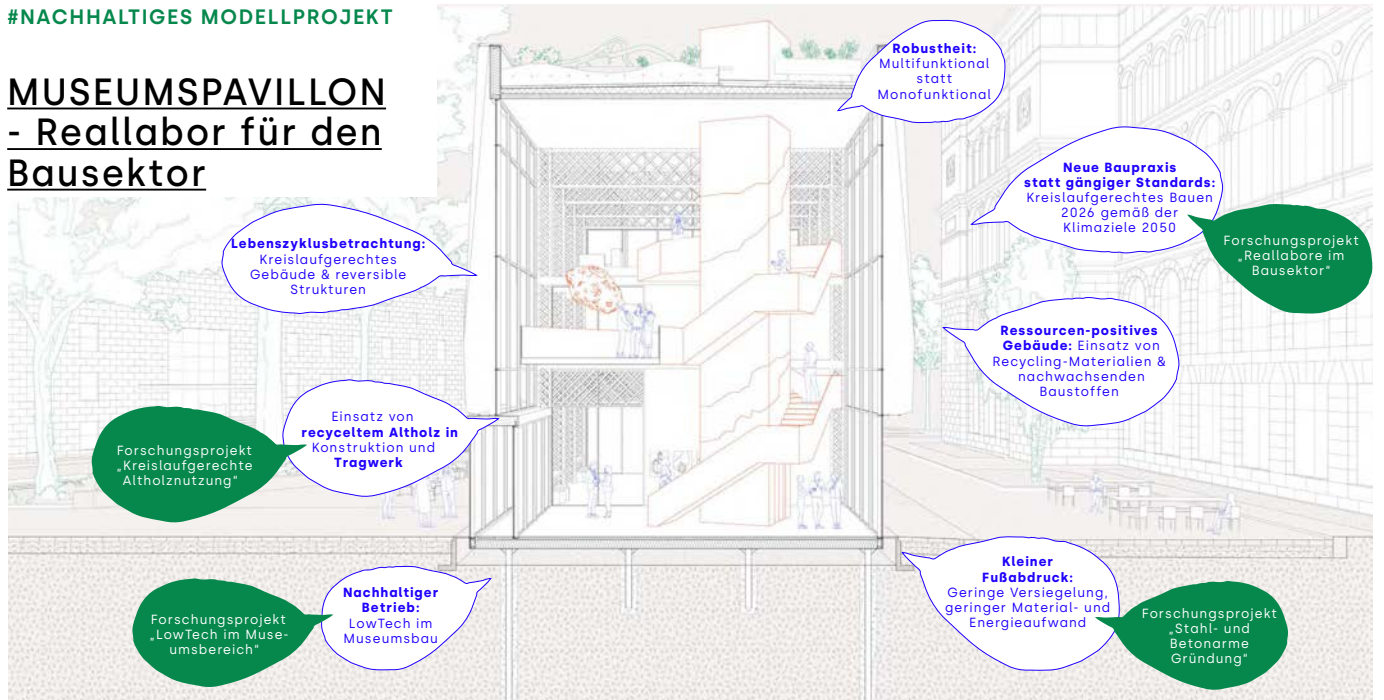 #NACHHALTIGES MODELLPROJEKT
MUSEUMSPAVILLON
- Reallabor für den
Bausektor
Robustheit:
Multifunktional
statt
Monofunktional
Neue Baupraxis
statt gängiger Standards:
Kreislaufgerechtes Bauen
2026 gemäß der
Klimaziele 2050
Forschungsprojekt
„Reallabore im
Bausektor“
Lebenszyklusbetrachtung:
Kreislaufgerechtes
Gebäude & reversible
Strukturen
Ressourcen-positives
Gebäude: Einsatz von
Recycling-Materialien &
nachwachsenden
Baustoffen
Einsatz von
recyceltem Altholz in
Konstruktion und
Tragwerk
Forschungsprojekt
„Kreislaufgerechte
Altholznutzung“
Kleiner
Fußabdruck:
Geringe Versiegelung,
geringer Material- und
Energieaufwand
Nachhaltiger
Betrieb:
LowTech im
Museumsbau
Forschungsprojekt
„LowTech im Muse-
umsbereich“
Forschungsprojekt
„Stahl- und
Betonarme
Gründung“